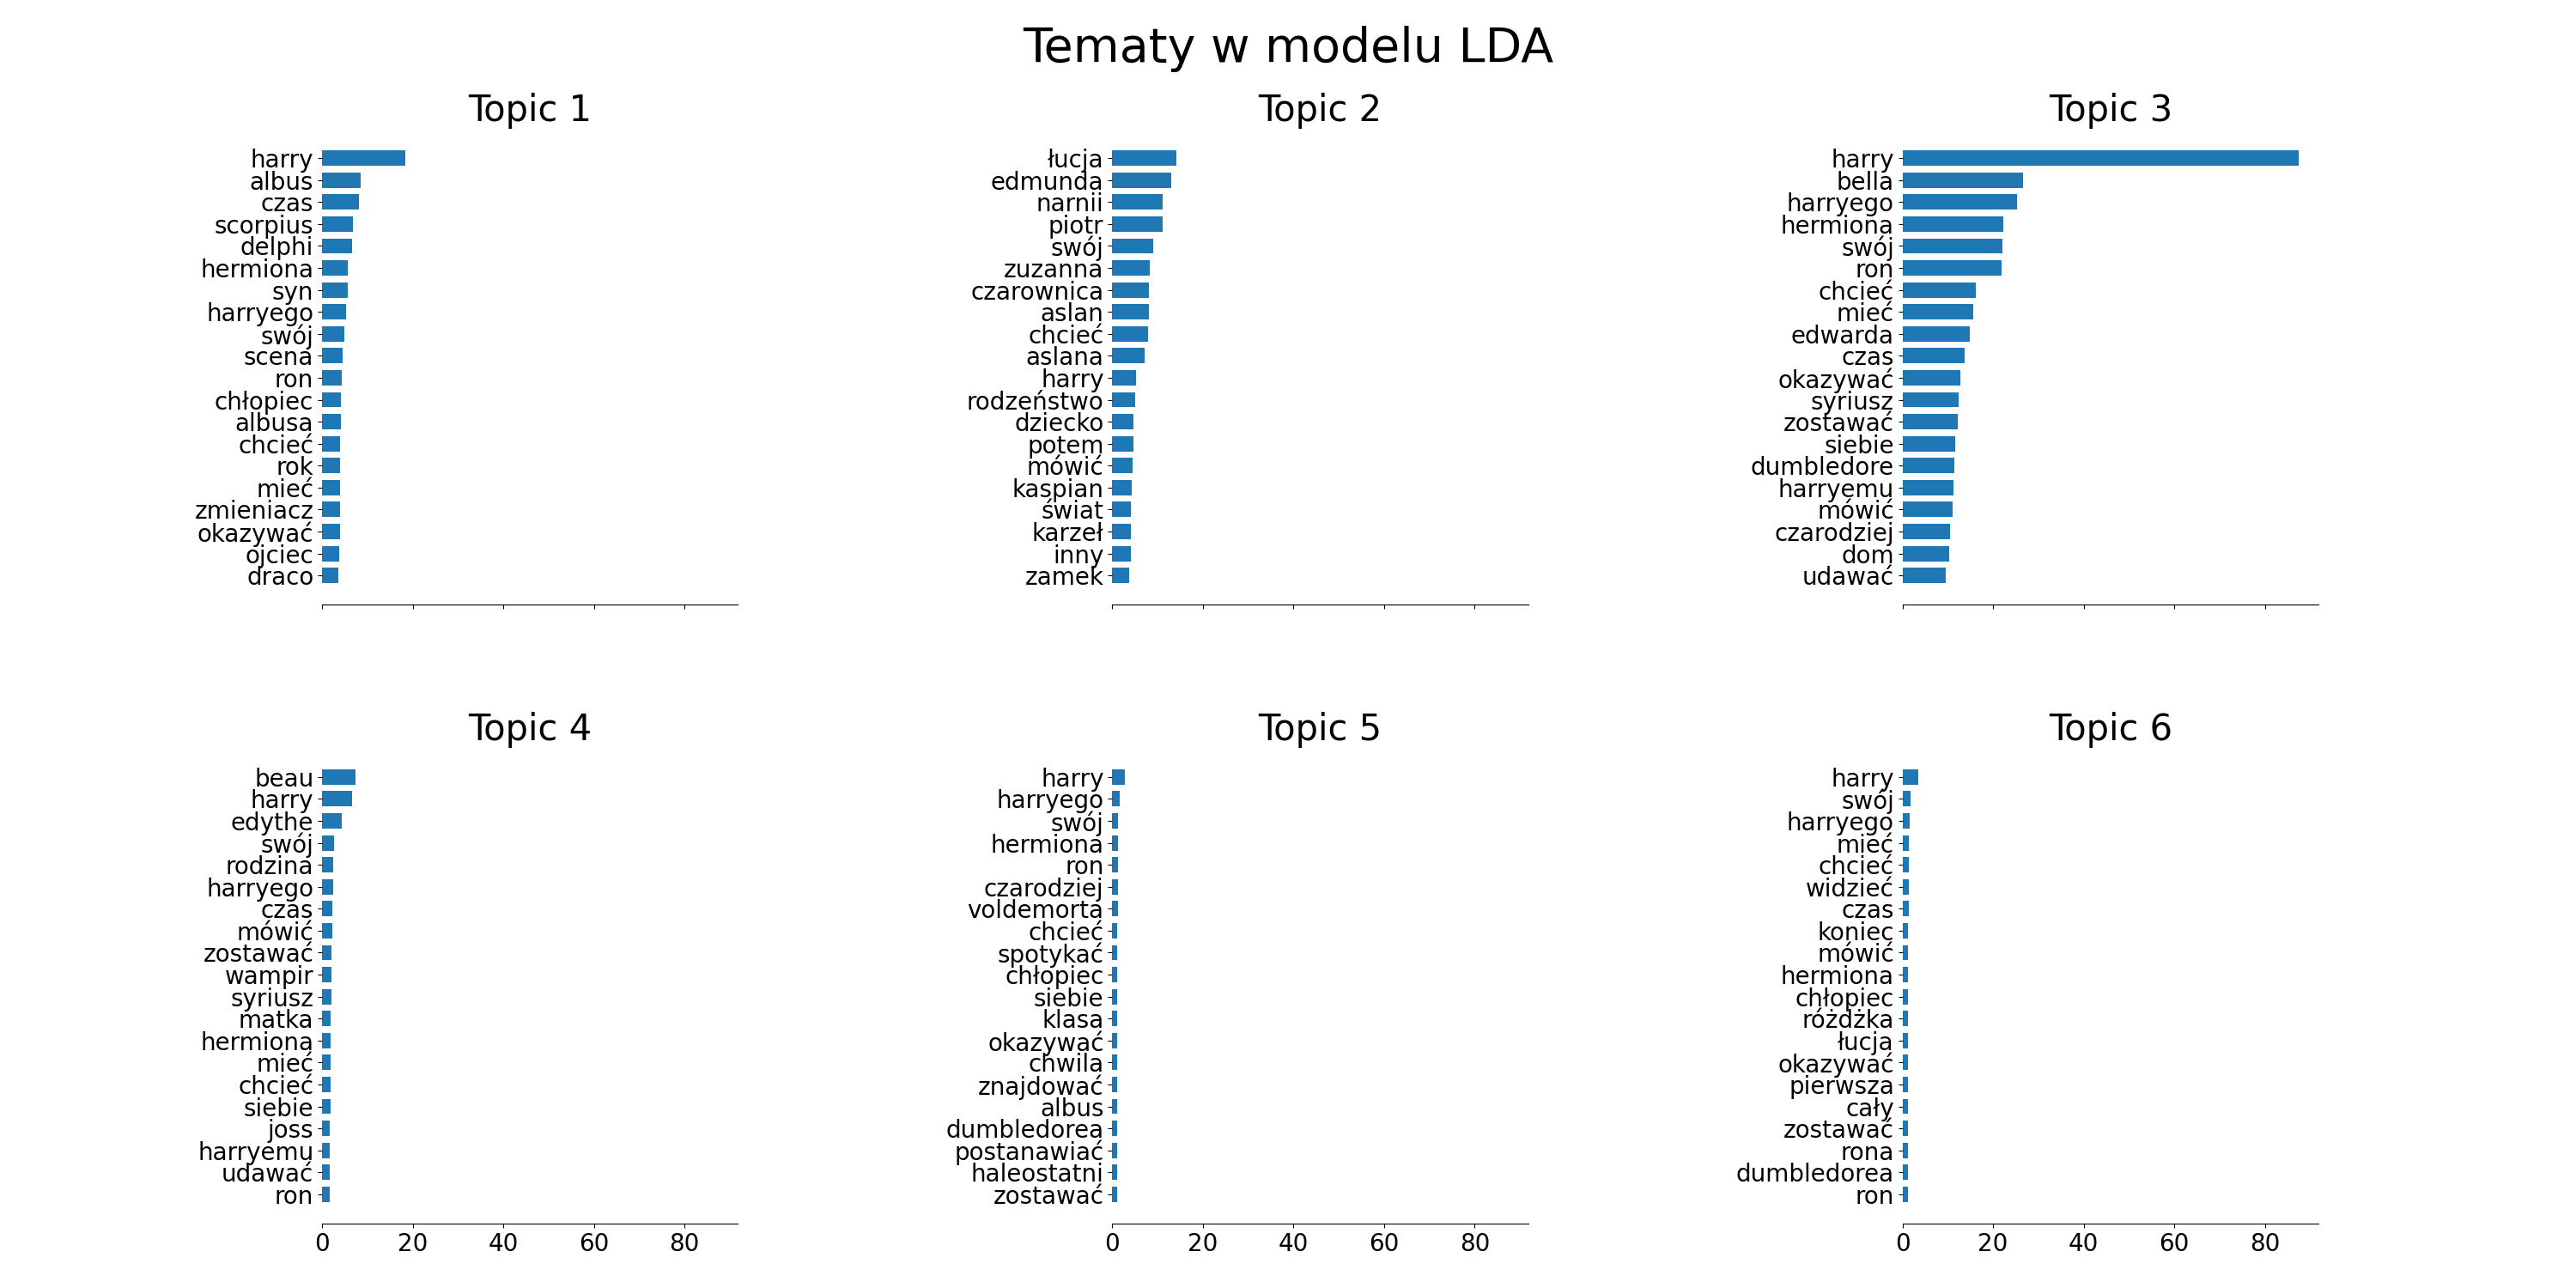 Tematy w modelu LDA
Topic 1
harry
albus
czas
scorpius
delphi
hermiona
syn
harryego
swój
scena
ron
chłopiec
albusa
chcieć
rok
mieć
zmieniacz
okazywać
ojciec
draco
Topic 2
łucja
edmunda
narnii
piotr
swój
zuzanna
czarownica
aslan
chcieć
aslana
harry
rodzeństwo
dziecko
potem
mówić
kaspian
świat
karzeł
inny
zamek
Topic 3
harry
bella
harryego
hermiona
swój
ron
chcieć
mieć
edwarda
czas
okazywać
syriusz
zostawać
siebie
dumbledore
harryemu
mówić
czarodziej
dom
udawać
Topic 4
beau
harry
edythe
swój
rodzina
harryego
czas
mówić
zostawać
wampir
syriusz
matka
hermiona
mieć
chcieć
siebie
joss
harryemu
udawać
ron
0 20 40 60 80
Topic 5
harry
harryego
swój
hermiona
ron
czarodziej
voldemorta
chcieć
spotykać
chłopiec
siebie
klasa
okazywać
chwila
znajdować
albus
dumbledorea
postanawiać
haleostatni
zostawać
0 20 40 60 80
Topic 6
harry
swój
harryego
mieć
chcieć
widzieć
czas
koniec
mówić
hermiona
chłopiec
różdżka
łucja
okazywać
pierwsza
cały
zostawać
rona
dumbledorea
ron
0 20 40 60 80